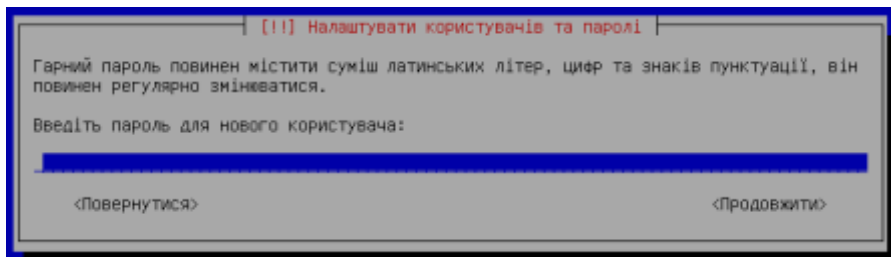 [!!] Налаштувати користувачів та паролі
Гарний пароль повинен містити суміш латинських літер, цифр та знаків пунктуації, він
повинен регулярно змінюватися.
Введіть пароль для нового користувача:
<Повернутися> <Продовжити>